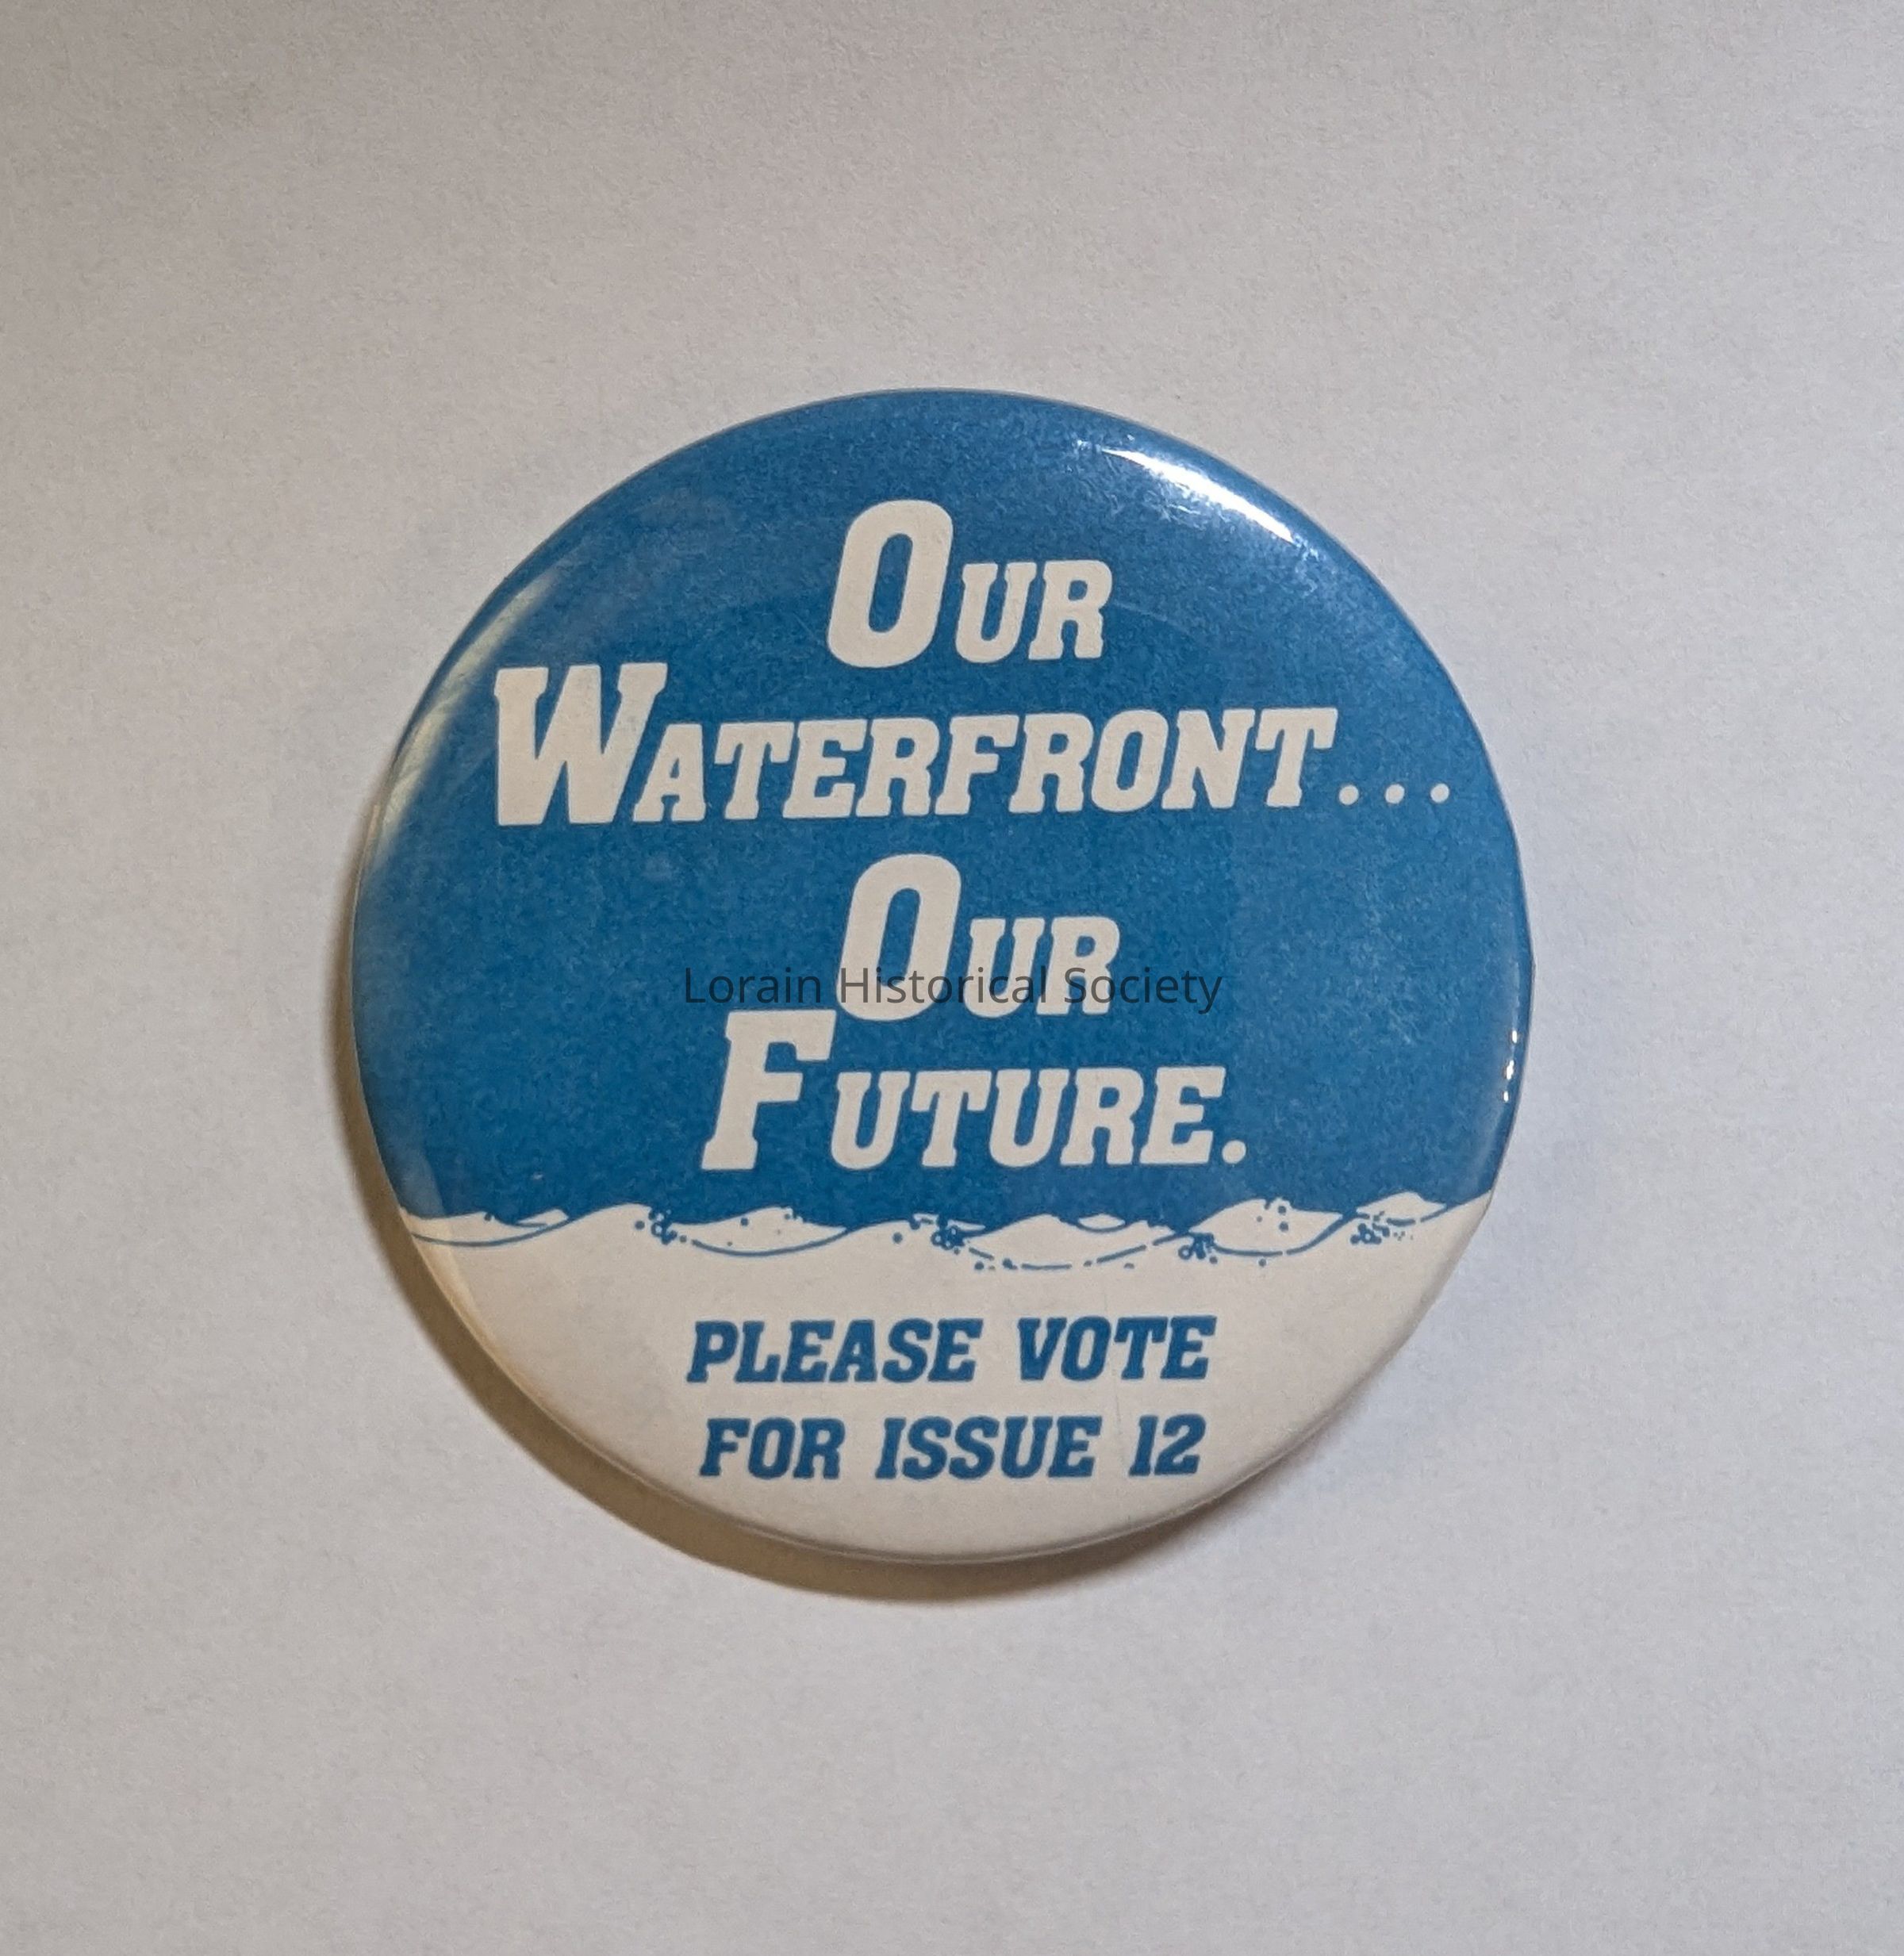 OUR
WATERFRONT...
OUR
Lorain Historical Society
FUTURE.
PLEASE VOTE
FOR ISSUE 12